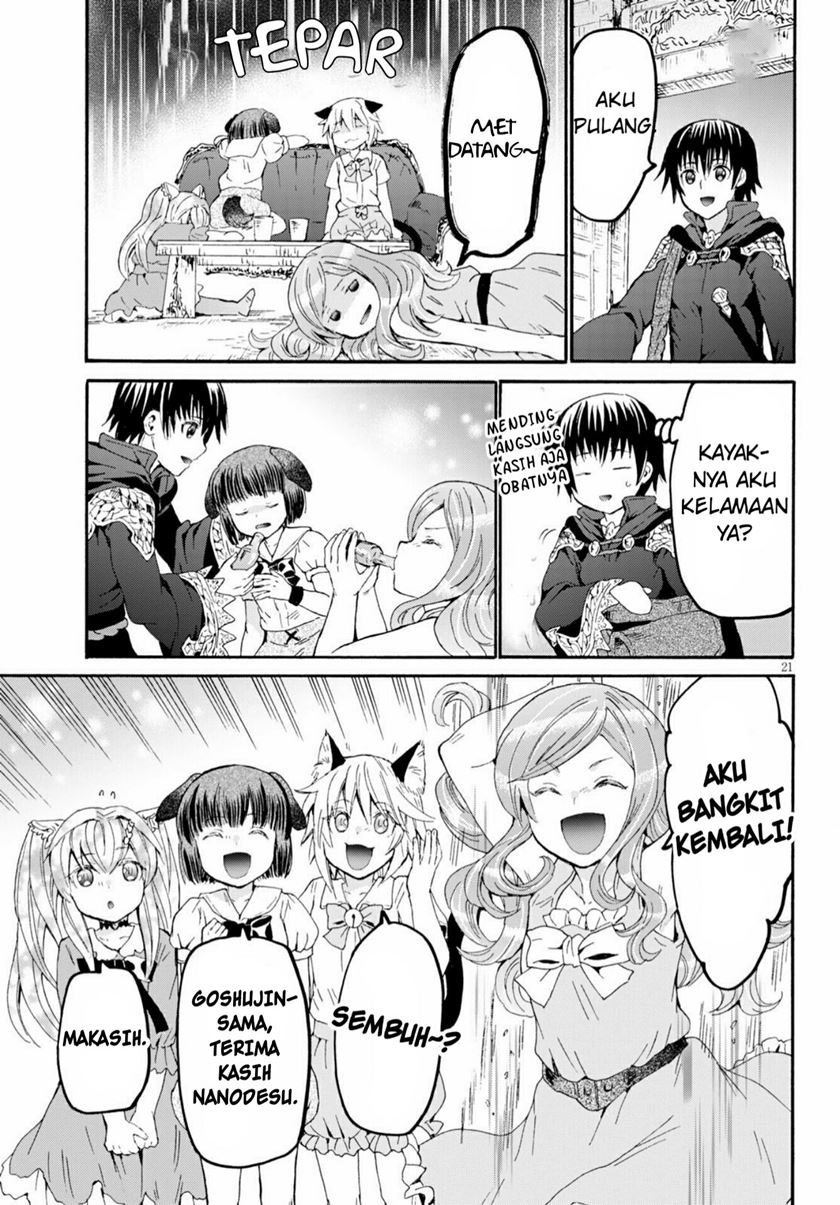 AKU
PULANG.
TEPAR
MET
DATANG~
KAYAK-
NYA AKU
KELAMAAN
YA?
MENDING
LANGSUNG
KASIH AJA
OBATNYA
21
AKU
BANGKIT
KEMBALI!
SEMBUH~?
GOSHUJIN-
SAMA,
TERIMA
KASIH
NANODESU.
MAKASIH.